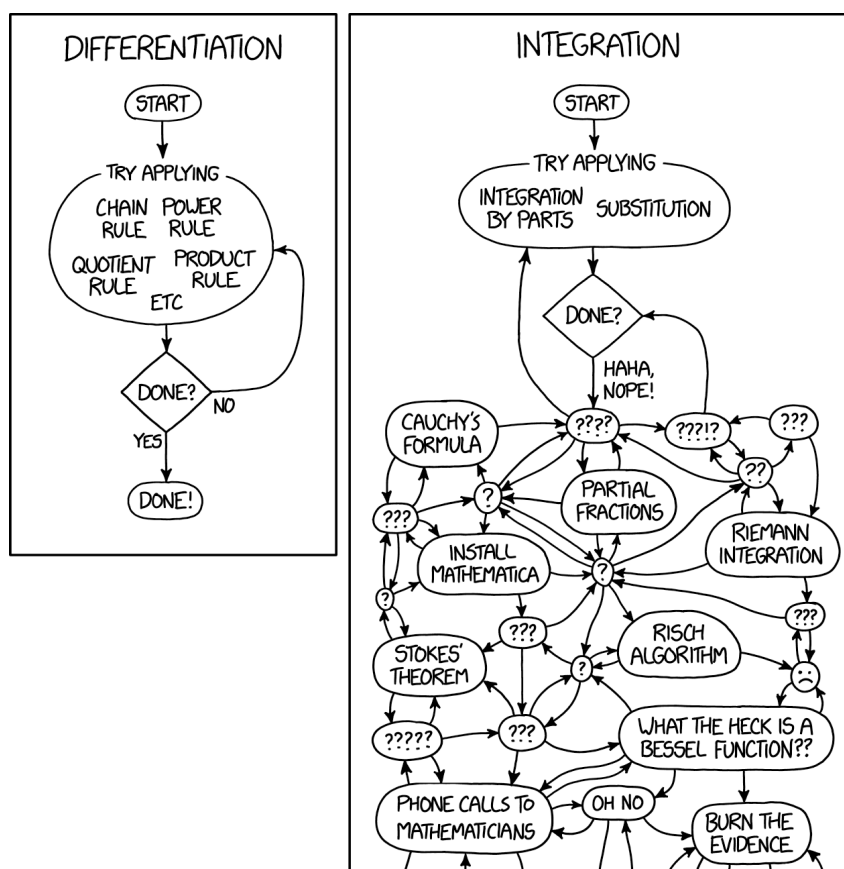 DIFFERENTIATION
START
TRY APPLYING
CHAIN RULE
POWER RULE
QUOTIENT RULE
PRODUCT RULE
ETC
DONE?
NO
YES
DONE!
INTEGRATION
START
TRY APPLYING
INTEGRATION
BY PARTS
SUBSTITUTION
DONE?
HAHA,
NOPE!
CAUCHY'S
FORMULA
????
???!?
???
??
?
PARTIAL
FRACTIONS
???
RIEMANN
INTEGRATION
INSTALL
MATHEMATICA
?
?
???
???
RISCH
ALGORITHM
STOKES'
THEOREM
?
?????
???
WHAT THE HECK IS A
BESSEL FUNCTION??
PHONE CALLS TO
MATHEMATICIANS
OH NO
BURN THE
EVIDENCE